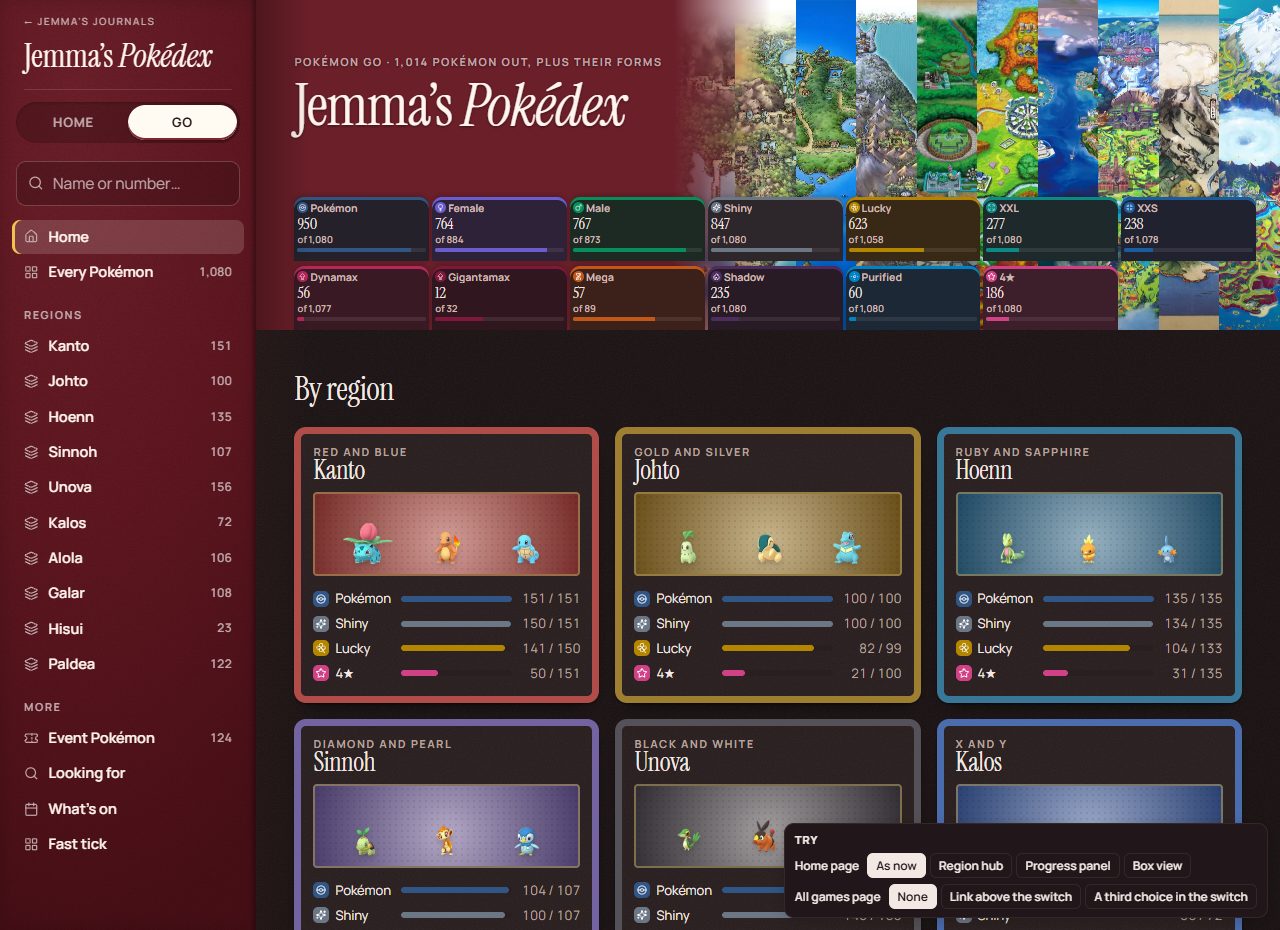 ← JEMMA'S JOURNALS
Jemma's Pokédex
HOME GO
Name or number...
Home
Every Pokémon 1,080
REGIONS
Kanto 151
Johto 100
Hoenn 135
Sinnoh 107
Unova 156
Kalos 72
Alola 106
Galar 108
Hisui 23
Paldea 122
MORE
Event Pokémon 124
Looking for
What's on
Fast tick
POKÉMON GO · 1,014 POKÉMON OUT, PLUS THEIR FORMS
Jemma's Pokédex
Pokémon
950
of 1,080
Female
764
of 884
Male
767
of 873
Shiny
847
of 1,080
Lucky
623
of 1,058
XXL
277
of 1,080
XXS
238
of 1,078
Dynamax
56
of 1,077
Gigantamax
12
of 32
Mega
57
of 89
Shadow
235
of 1,080
Purified
60
of 1,080
4★
186
of 1,080
By region
RED AND BLUE
Kanto
Pokémon 151 / 151
Shiny 150 / 151
Lucky 141 / 150
4★ 50 / 151
GOLD AND SILVER
Johto
Pokémon 100 / 100
Shiny 100 / 100
Lucky 82 / 99
4★ 21 / 100
RUBY AND SAPPHIRE
Hoenn
Pokémon 135 / 135
Shiny 134 / 135
Lucky 104 / 133
4★ 31 / 135
DIAMOND AND PEARL
Sinnoh
Pokémon 104 / 107
Shiny 100 / 107
BLACK AND WHITE
Unova
Pokémon
Shiny
X AND Y
Kalos
TRY
Home page As now Region hub Progress panel Box view
All games page None Link above the switch A third choice in the switch